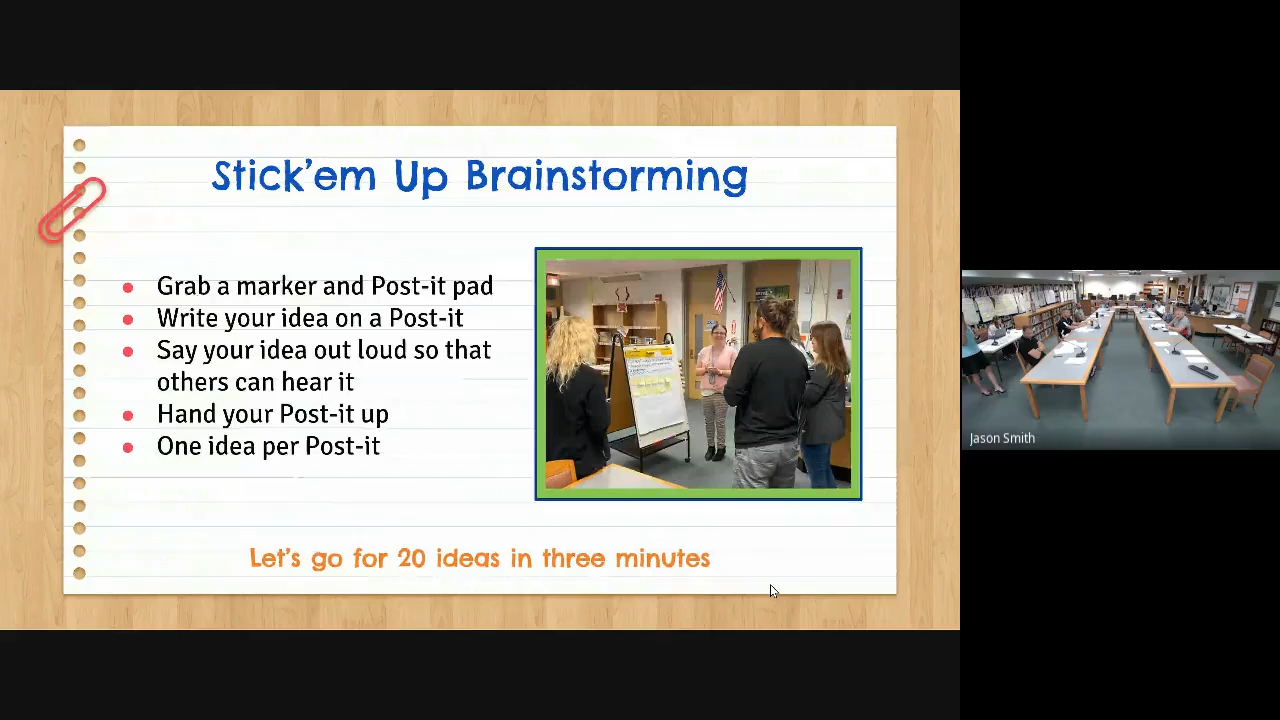 Stick'em Up Brainstorming
Grab a marker and Post-it pad
Write your idea on a Post-it
Say your idea out loud so that
others can hear it
Hand your Post-it up
One idea per Post-it
Let's go for 20 ideas in three minutes
Jason Smith